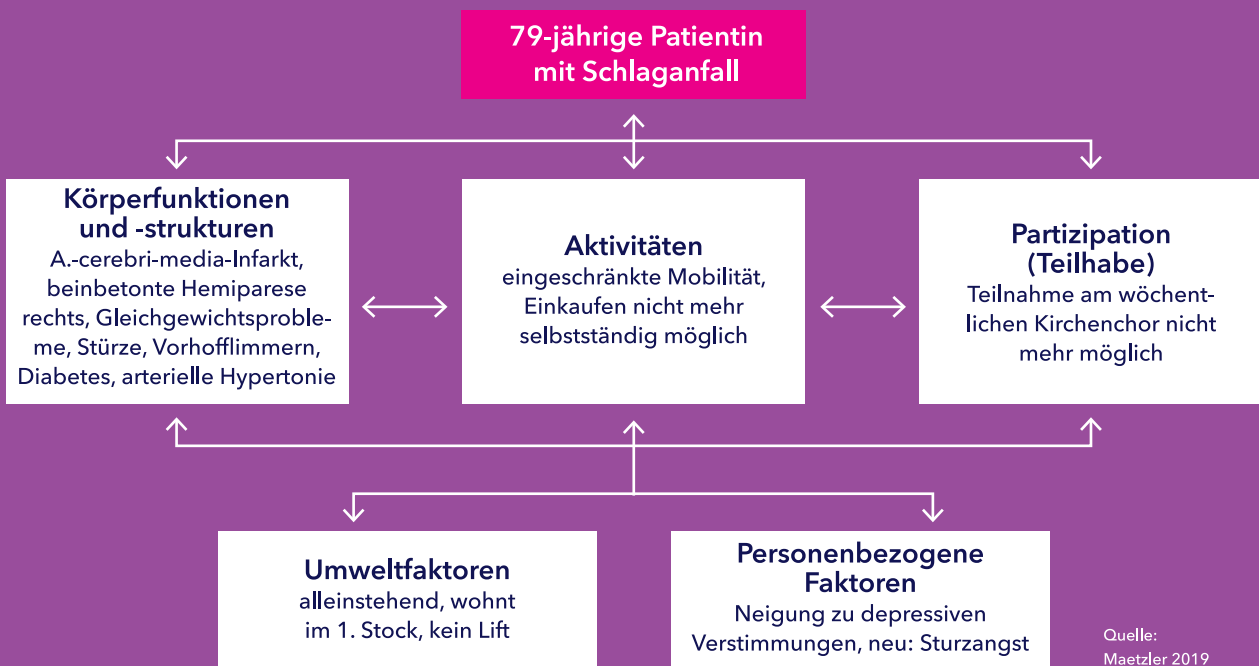 79-jährige Patientin
mit Schlaganfall
Körperfunktionen
und -strukturen
A.-cerebri-media-Infarkt,
beinbetonte Hemiparese
rechts, Gleichgewichtsproble-
me, Stürze, Vorhofflimmern,
Diabetes, arterielle Hypertonie
Aktivitäten
eingeschränkte Mobilität,
Einkaufen nicht mehr
selbstständig möglich
Partizipation
(Teilhabe)
Teilnahme am wöchent-
lichen Kirchenchor nicht
mehr möglich
Umweltfaktoren
alleinstehend, wohnt
im 1. Stock, kein Lift
Personenbezogene
Faktoren
Neigung zu depressiven
Verstimmungen, neu: Sturzangst
Quelle:
Maetzler 2019